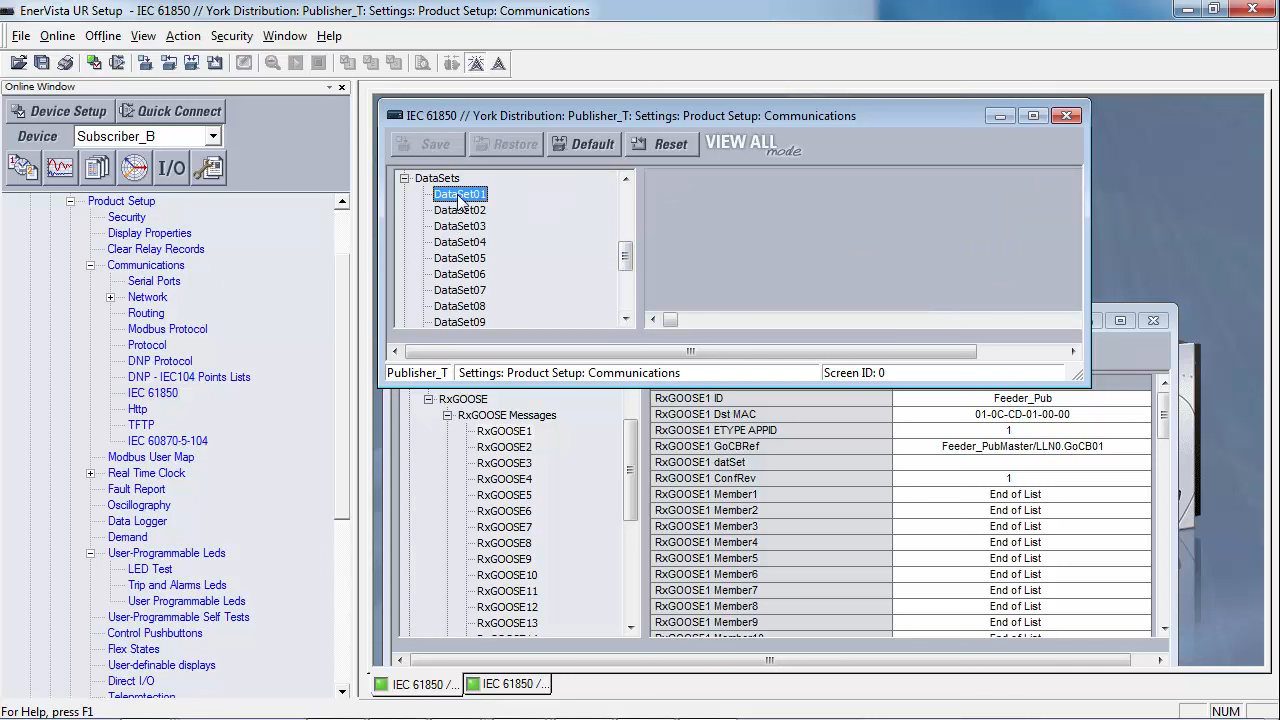 EnerVista UR Setup - IEC 61850 // York Distribution: Publisher_T: Settings: Product Setup: Communications
File Online Offline View Action Security Window Help
Online Window
Device Setup Quick Connect
Device Subscriber_B
I/O
Product Setup
Security
Display Properties
Clear Relay Records
Communications
Serial Ports
Network
Routing
Modbus Protocol
Protocol
DNP Protocol
DNP - IEC104 Points Lists
IEC 61850
Http
TFTP
IEC 60870-5-104
Modbus User Map
Real Time Clock
Fault Report
Oscillography
Data Logger
Demand
User-Programmable Leds
LED Test
Trip and Alarms Leds
User Programmable Leds
User-Programmable Self Tests
Control Pushbuttons
Flex States
User-definable displays
Direct I/O
Teleprotection
IEC 61850 // York Distribution: Publisher_T: Settings: Product Setup: Communications
Save Restore Default Reset VIEW ALL mode
DataSets
DataSet01
DataSet02
DataSet03
DataSet04
DataSet05
DataSet06
DataSet07
DataSet08
DataSet09
Publisher_T Settings: Product Setup: Communications Screen ID: 0
RxGOOSE
RxGOOSE Messages
RxGOOSE1
RxGOOSE2
RxGOOSE3
RxGOOSE4
RxGOOSE5
RxGOOSE6
RxGOOSE7
RxGOOSE8
RxGOOSE9
RxGOOSE10
RxGOOSE11
RxGOOSE12
RxGOOSE13
RxGOOSE1 ID Feeder_Pub
RxGOOSE1 Dst MAC 01-0C-CD-01-00-00
RxGOOSE1 ETYPE APPID 1
RxGOOSE1 GoCBRef Feeder_PubMaster/LLN0.GoCB01
RxGOOSE1 datSet
RxGOOSE1 ConfRev 1
RxGOOSE1 Member1 End of List
RxGOOSE1 Member2 End of List
RxGOOSE1 Member3 End of List
RxGOOSE1 Member4 End of List
RxGOOSE1 Member5 End of List
RxGOOSE1 Member6 End of List
RxGOOSE1 Member7 End of List
RxGOOSE1 Member8 End of List
RxGOOSE1 Member9 End of List
RxGOOSE1 Member10 End of List
IEC 61850 /... IEC 61850 /...
For Help, press F1 NUM